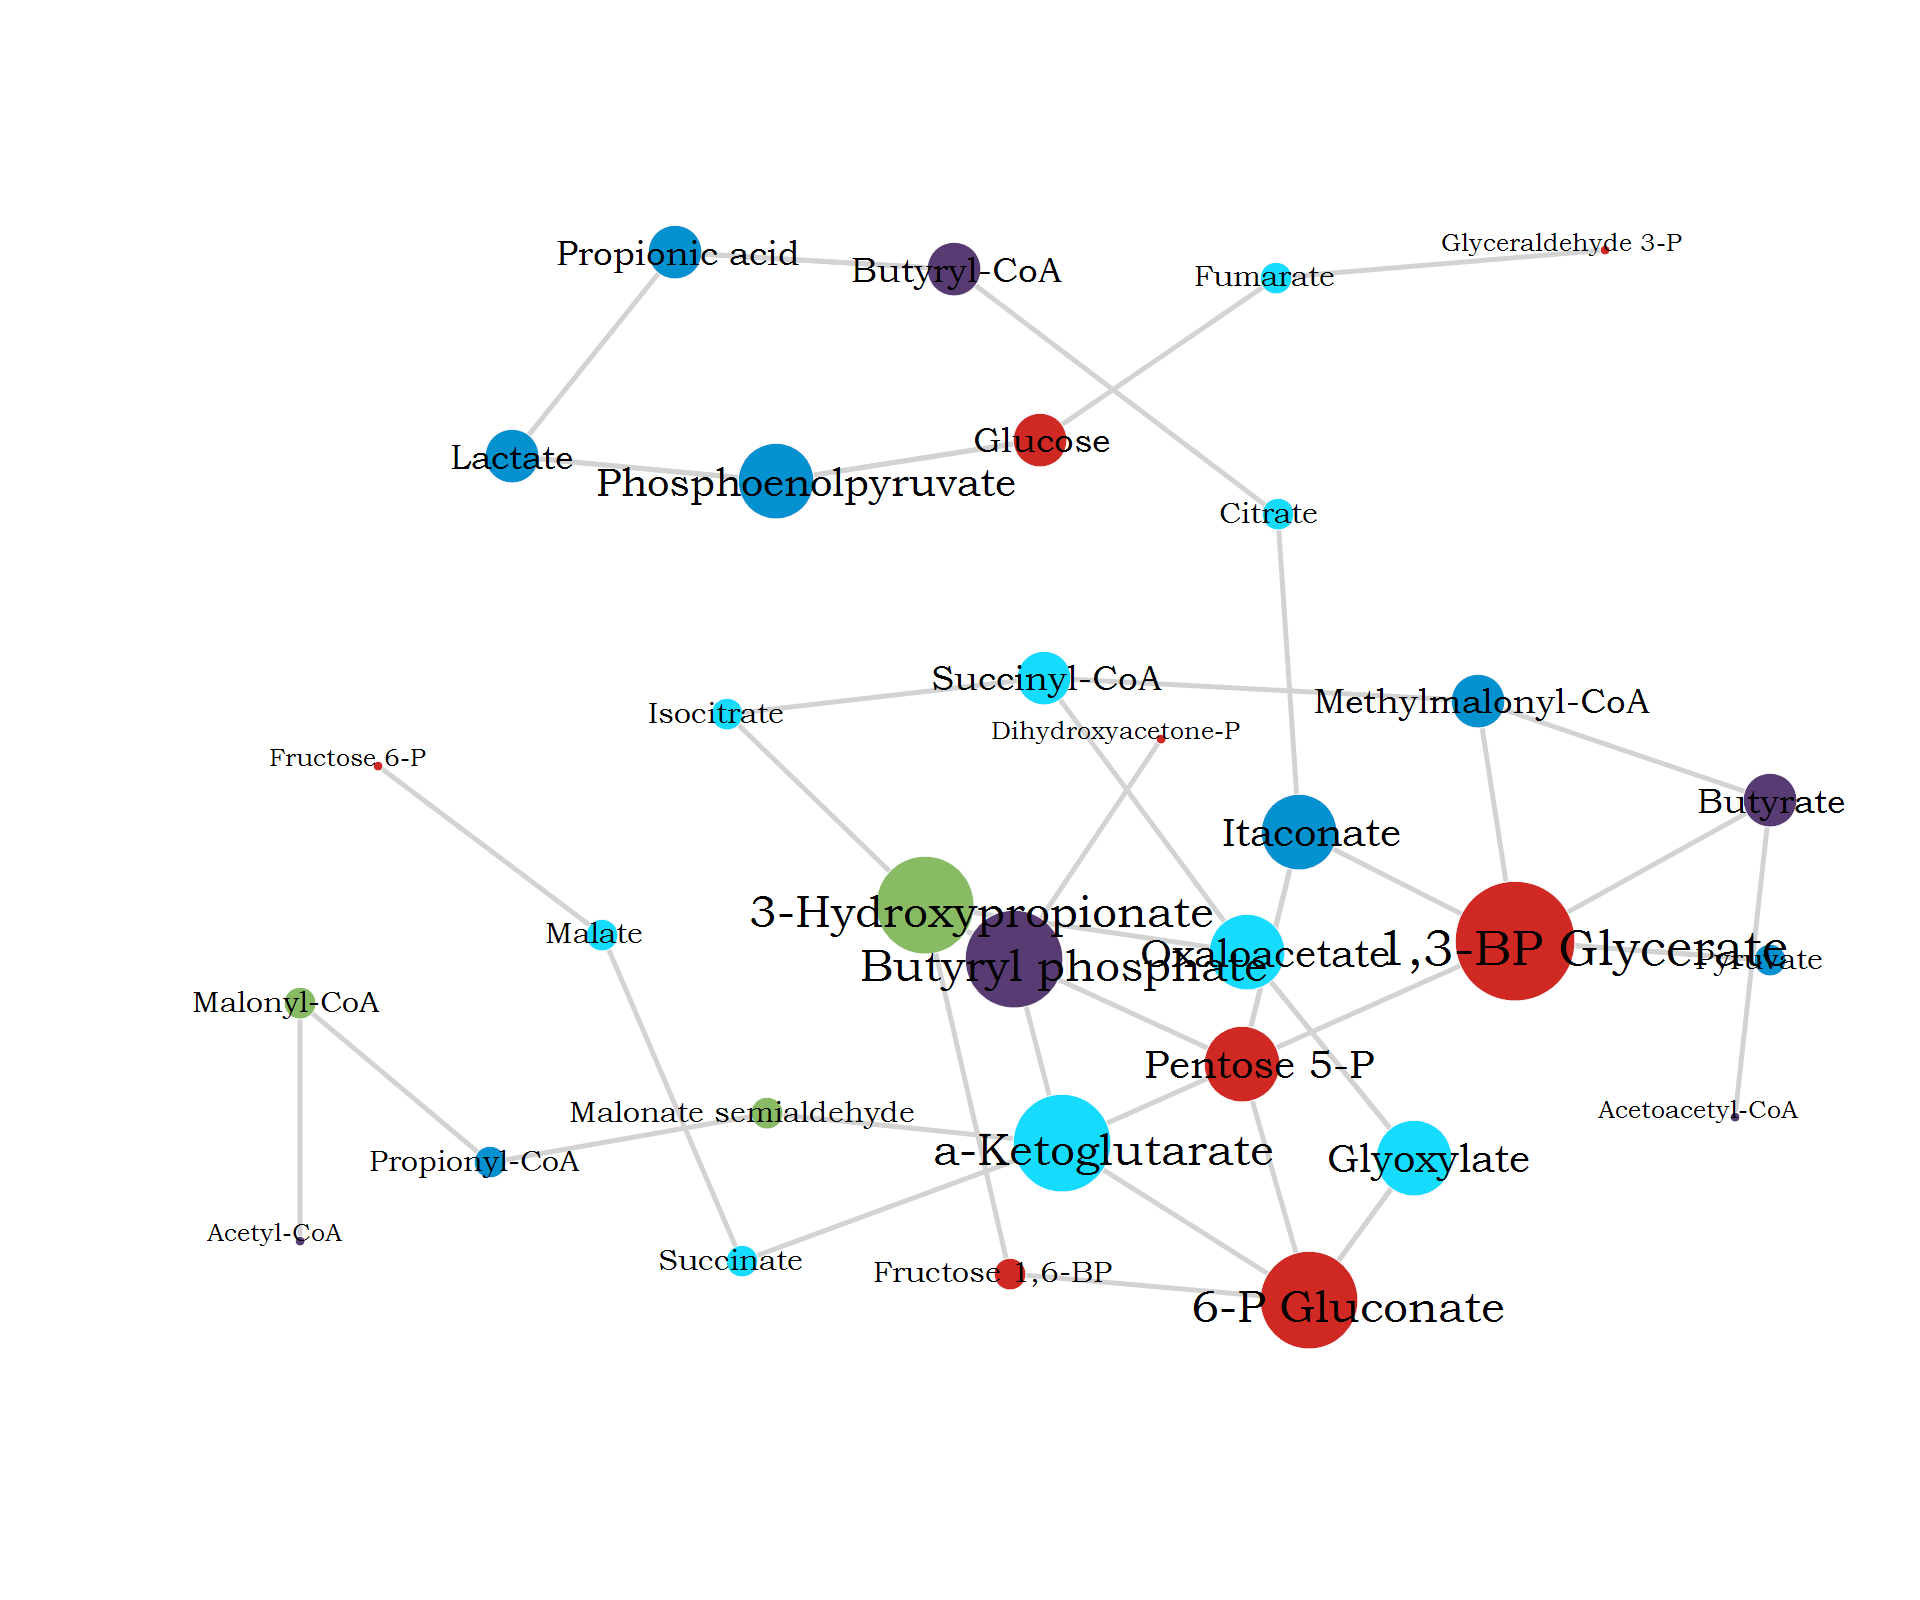 Propionic acid
Butyryl-CoA
Glyceraldehyde 3-P
Fumarate
Glucose
Lactate
Phosphoenolpyruvate
Citrate
Succinyl-CoA
Methylmalonyl-CoA
Isocitrate
Dihydroxyacetone-P
Fructose 6-P
Butyrate
Itaconate
3-Hydroxypropionate
Malate
Oxaloacetate
1,3-BP Glycerate
Pyruvate
Butyryl phosphate
Malonyl-CoA
Pentose 5-P
Malonate semialdehyde
Acetoacetyl-CoA
a-Ketoglutarate
Glyoxylate
Propionyl-CoA
Acetyl-CoA
Succinate
Fructose 1,6-BP
6-P Gluconate